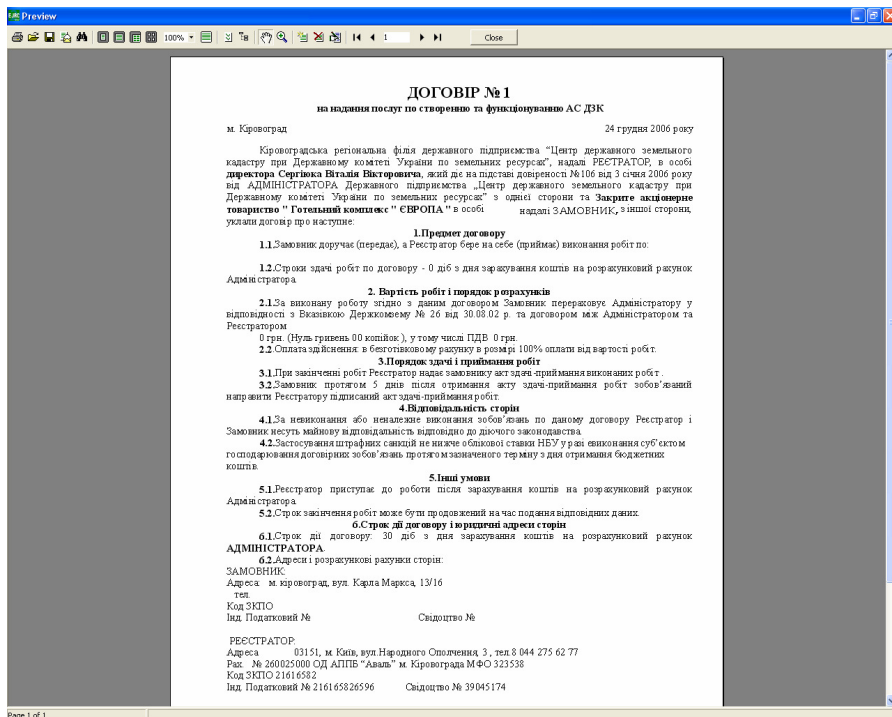 Preview
100%
1
Close
ДОГОВІР № 1
на надання послуг по створенню та функціонуванню АС ДЗК
м. Кіровоград 24 грудня 2006 року
Кіровоградська регіональна філія державного підприємства “Центр державного земельного
кадастру при Державному комітеті України по земельних ресурсах”, надалі РЕЄСТРАТОР, в особі
директора Сергіюка Віталія Вікторовича, який діє на підставі довіреності №106 від 3 січня 2006 року
від АДМІНІСТРАТОРА Державного підприємства „Центр державного земельного кадастру при
Державному комітеті України по земельних ресурсах” з однієї сторони та Закрите акціонерне
товариство " Готельний комплекс " ЄВРОПА " в особі надалі ЗАМОВНИК, з іншої сторони,
уклали договір про наступне:
1.Предмет договору
1.1.Замовник доручає (передає), а Реєстратор бере на себе (приймає) виконання робіт по:
1.2.Строки здачі робіт по договору - 0 діб з дня зарахування коштів на розрахунковий рахунок
Адміністратора.
2. Вартість робіт і порядок розрахунків
2.1.За виконану роботу згідно з даним договором Замовник перераховує Адміністратору у
відповідності з Вказівкою Держкомзему № 26 від 30.08.02 р. та договором між Адміністратором та
Реєстратором
0 грн. (Нуль гривень 00 копійок ), у тому числі ПДВ 0 грн.
2.2.Оплата здійснення: в безготівковому рахунку в розмірі 100% оплати від вартості робіт.
3.Порядок здачі і приймання робіт
3.1.При закінченні робіт Реєстратор надає замовнику акт здачі-приймання виконаних робіт .
3.2.Замовник протягом 5 днів після отримання акту здачі-приймання робіт зобов’язаний
направити Реєстратору підписаний акт здачі-приймання робіт.
4.Відповідальність сторін
4.1.За невиконання або неналежне виконання зобов’язань по даному договору Реєстратор і
Замовник несуть майнову відповідальність відповідно до діючого законодавства.
4.2.Застосування штрафних санкцій не нижче облікової ставки НБУ у разі евиконання суб’єктом
господарювання договірних зобов’язань протягом зазначеного терміну з дня отримання бюджетних
коштів.
5.Інші умови
5.1.Реєстратор приступає до роботи після зарахування коштів на розрахунковий рахунок
Адміністратора.
5.2.Строк закінчення робіт може бути продовжений на час подання відповідних даних.
6.Строк дії договору і юридичні адреси сторін
6.1.Строк дії договору: 30 діб з дня зарахування коштів на розрахунковий рахунок
АДМІНІСТРАТОРА.
6.2.Адреси і розрахункові рахунки сторін:
ЗАМОВНИК:
Адреса: м. кіровоград, вул. Карла Маркса, 13/16
тел.
Код ЗКПО
Інд. Податковий № Свідоцтво №
РЕЄСТРАТОР:
Адреса 03151, м. Київ, вул.Народного Ополчення, 3 , тел.8 044 275 62 77
Рах. № 260025000 ОД АППБ “Аваль” м. Кіровограда МФО 323538
Код ЗКПО 21616582
Інд. Податковий № 216165826596 Свідоцтво № 39045174
Page 1 of 1